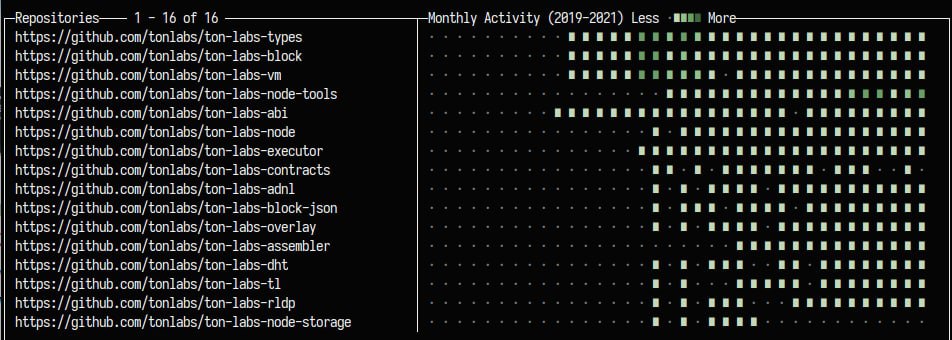 Repositories 1 - 16 of 16 Monthly Activity (2019-2021) Less More
https://github.com/tonlabs/ton-labs-types
https://github.com/tonlabs/ton-labs-block
https://github.com/tonlabs/ton-labs-vm
https://github.com/tonlabs/ton-labs-node-tools
https://github.com/tonlabs/ton-labs-abi
https://github.com/tonlabs/ton-labs-node
https://github.com/tonlabs/ton-labs-executor
https://github.com/tonlabs/ton-labs-contracts
https://github.com/tonlabs/ton-labs-adnl
https://github.com/tonlabs/ton-labs-block-json
https://github.com/tonlabs/ton-labs-overlay
https://github.com/tonlabs/ton-labs-assembler
https://github.com/tonlabs/ton-labs-dht
https://github.com/tonlabs/ton-labs-tl
https://github.com/tonlabs/ton-labs-rldp
https://github.com/tonlabs/ton-labs-node-storage